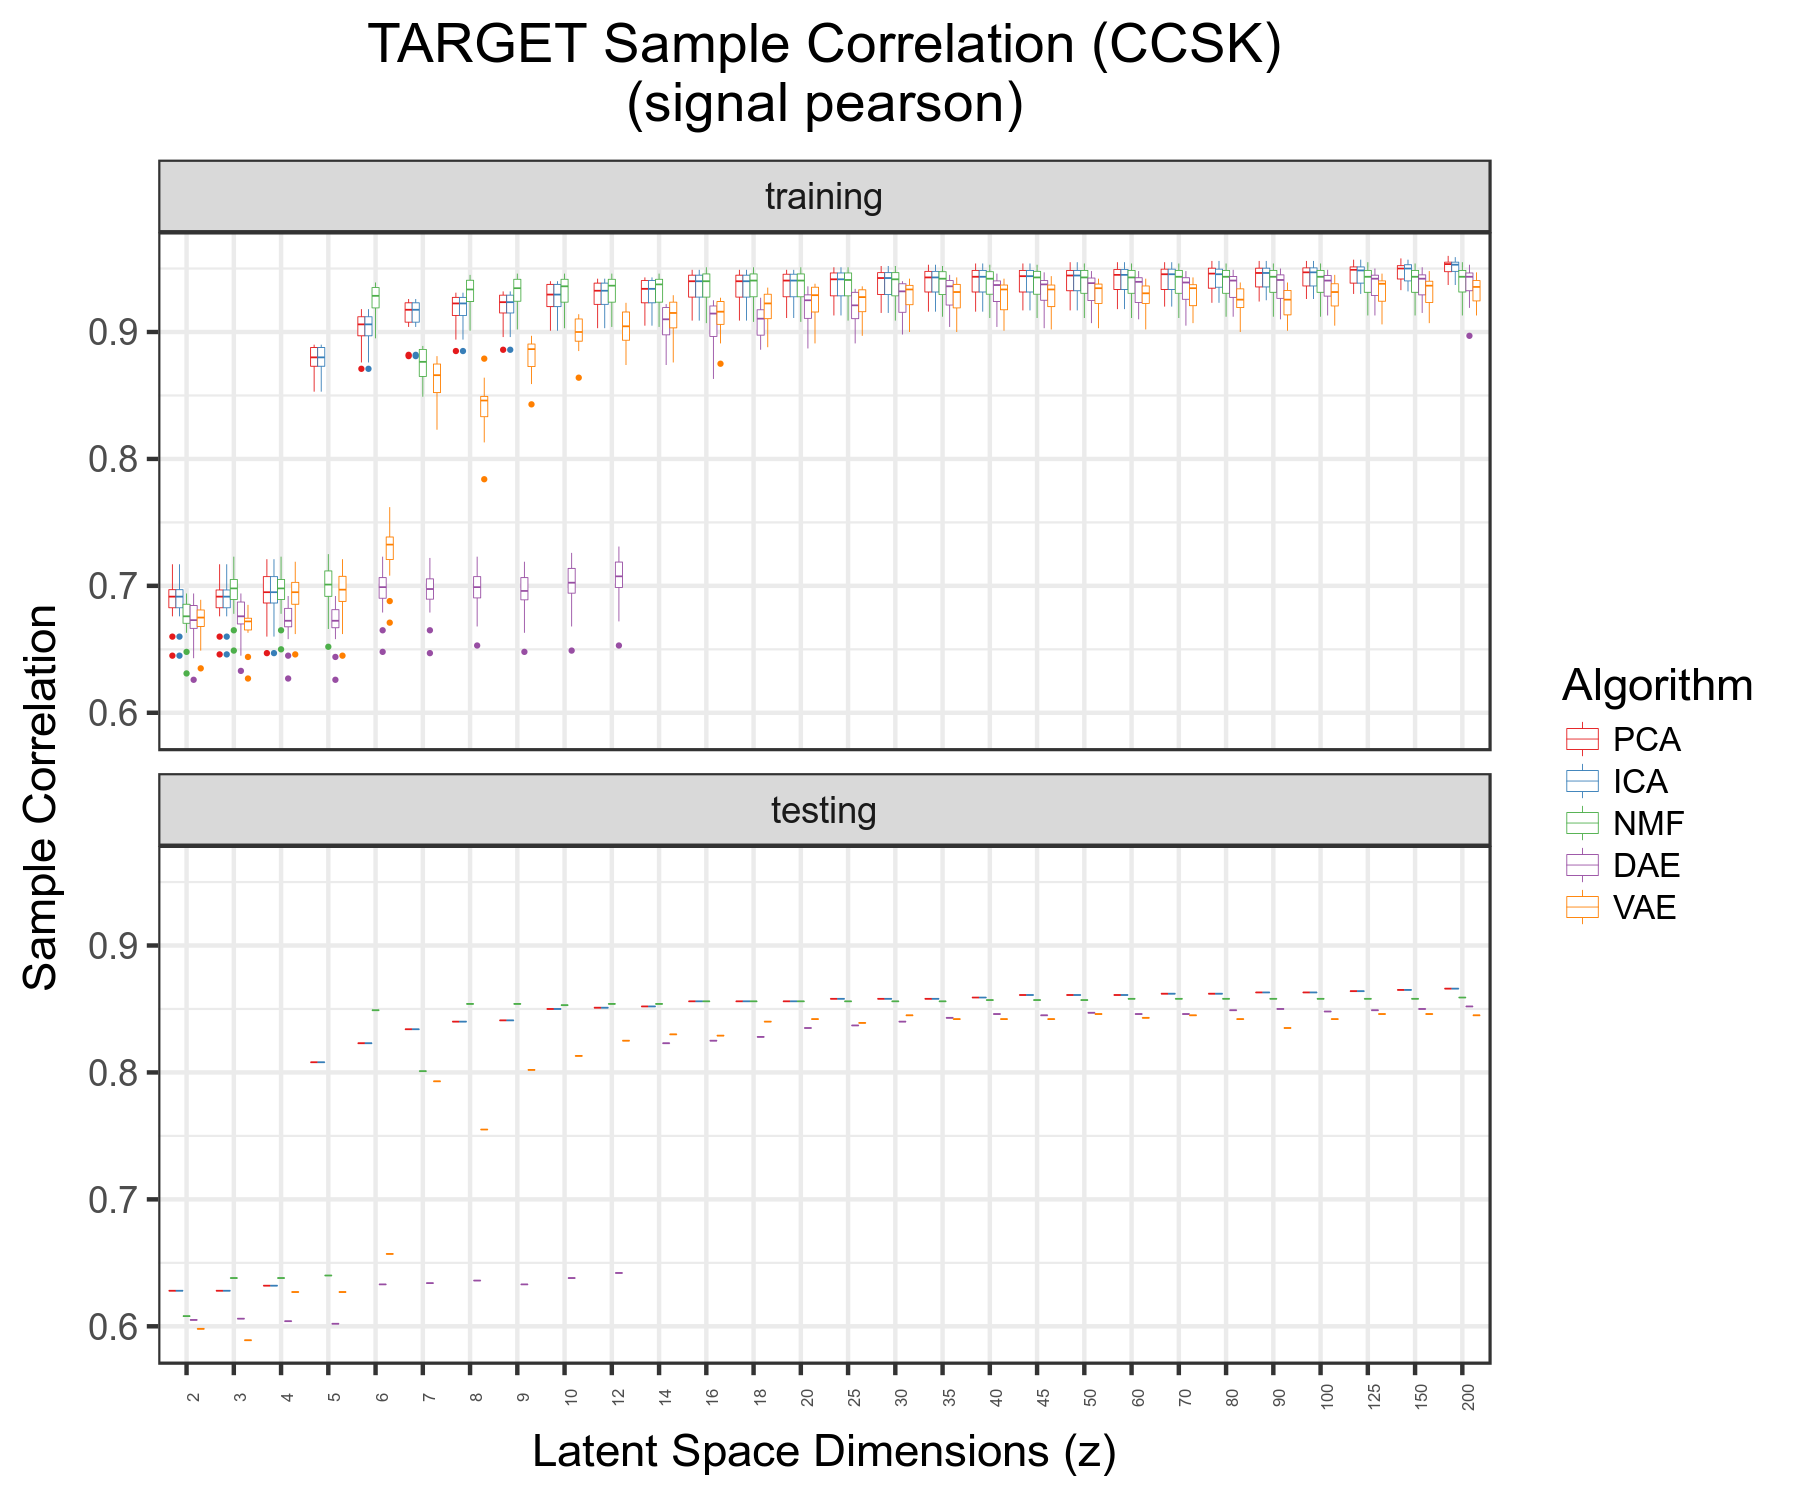 TARGET Sample Correlation (CCSK)
(signal pearson)
training
0.9
0.8
0.7
0.6
testing
0.9
0.8
0.7
0.6
Sample Correlation
2 3 4 5 6 7 8 9 10 12 14 16 18 20 25 30 35 40 45 50 60 70 80 90 100 125 150 200
Latent Space Dimensions (z)
Algorithm
PCA
ICA
NMF
DAE
VAE